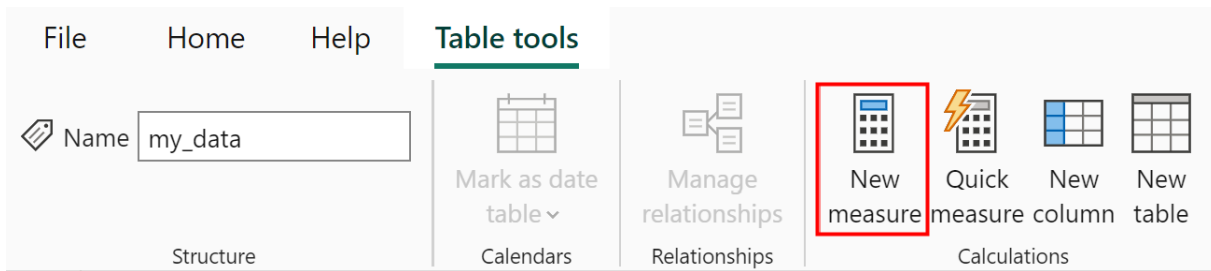 File Home Help Table tools
Name my_data
Mark as date
table
Manage
relationships
New
measure
Quick
measure
New
column
New
table
Structure Calendars Relationships Calculations